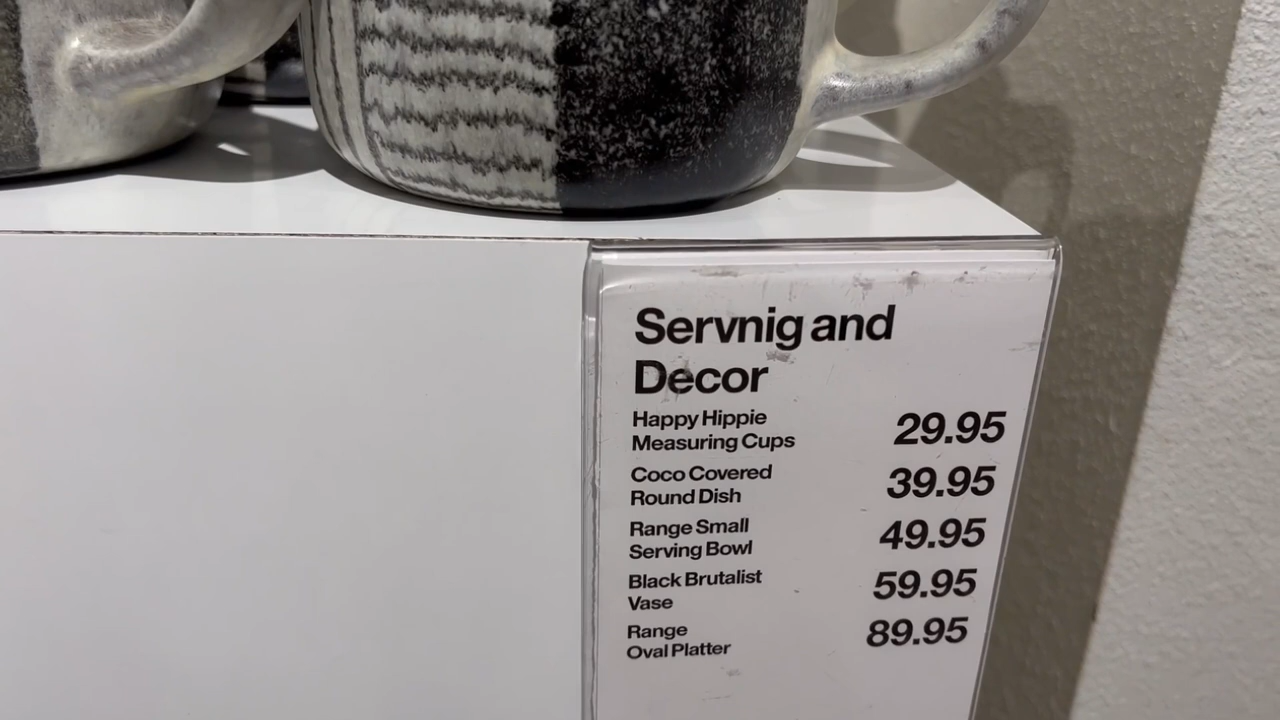 Servnig and
Decor
Happy Hippie
Measuring Cups 29.95
Coco Covered
Round Dish 39.95
Range Small
Serving Bowl 49.95
Black Brutalist
Vase 59.95
Range
Oval Platter 89.95